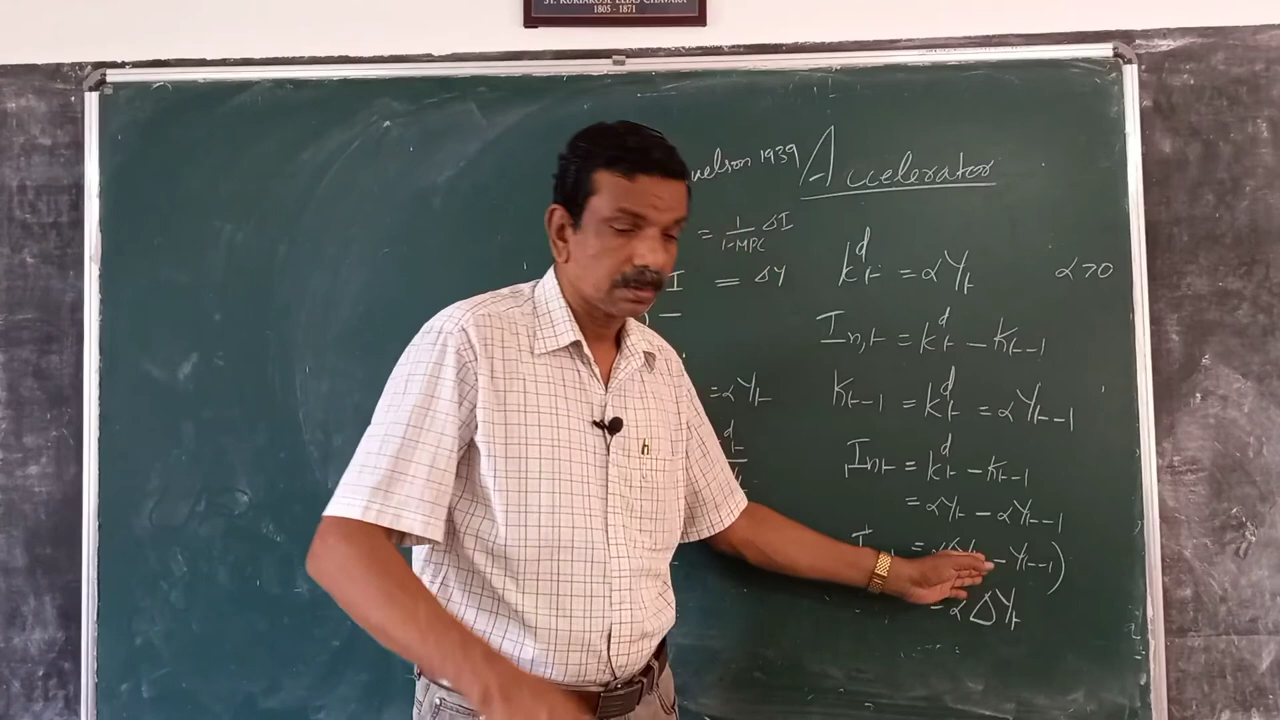 ST. KURIAKOSE ELIAS CHAVARA
1805 - 1871
uelson 1939 Accelerator
= 1/(1-MPC) ΔI
I = ΔY
K^d_t = αY_t α>0
I_n,t = K^d_t - K_t-1
= αY_t
K_t-1 = K^d_t = αY_t-1
I_nt = K^d_t - K_t-1
= αY_t - αY_t-1
- Y_t-1)
- αΔY_t